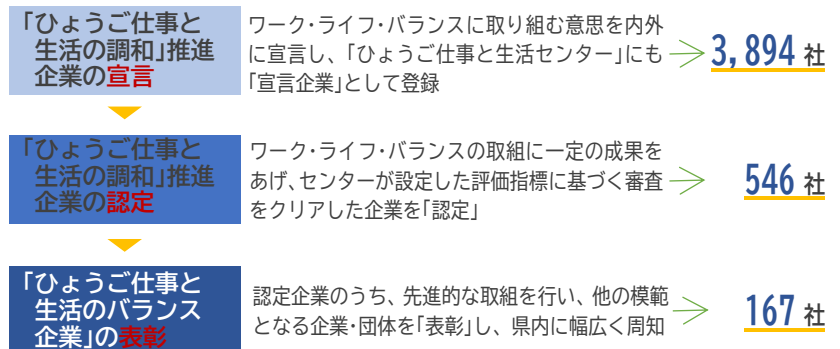 「ひょうご仕事と
生活の調和」推進
企業の宣言
ワーク・ライフ・バランスに取り組む意思を内外
に宣言し、「ひょうご仕事と生活センター」にも
「宣言企業」として登録
3,894 社
「ひょうご仕事と
生活の調和」推進
企業の認定
ワーク・ライフ・バランスの取組に一定の成果を
あげ、センターが設定した評価指標に基づく審査
をクリアした企業を「認定」
546 社
「ひょうご仕事と
生活のバランス
企業」の表彰
認定企業のうち、先進的な取組を行い、他の模範
となる企業・団体を「表彰」し、県内に幅広く周知
167 社